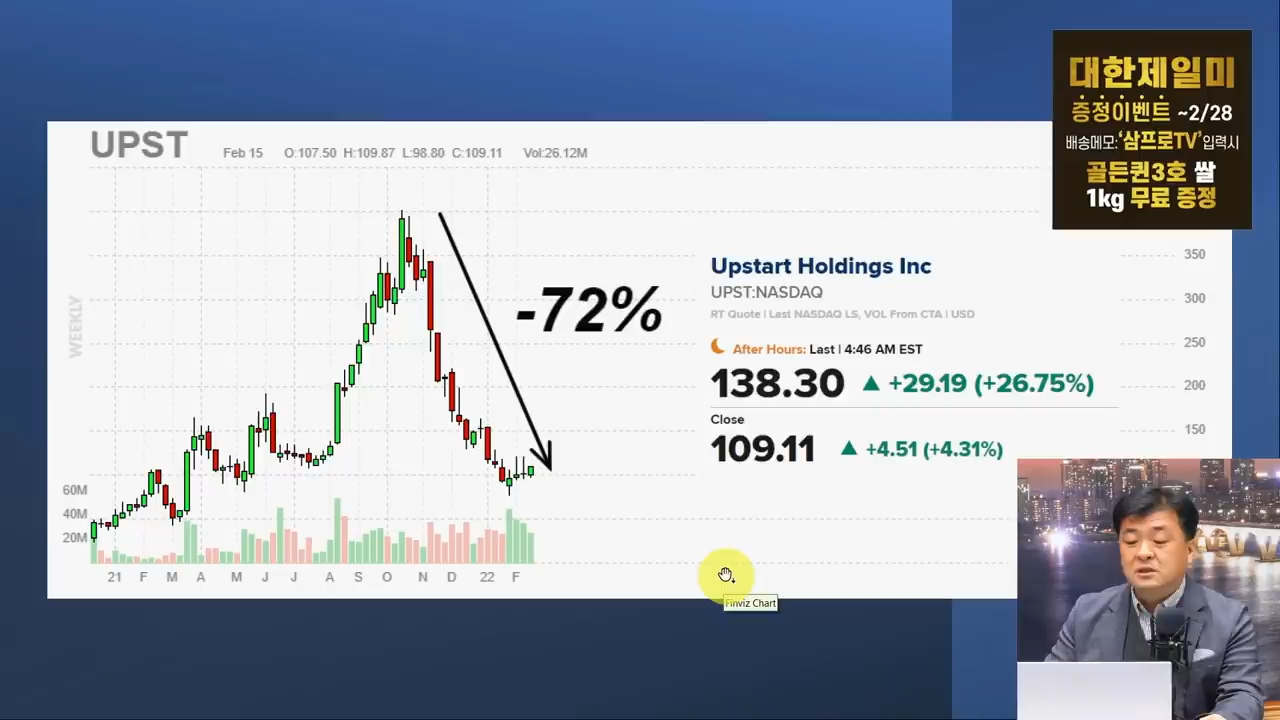 대한제일미
증정이벤트 ~2/28
배송메모:'삼프로TV'입력시
골든퀸3호 쌀
1kg 무료 증정
UPST
Feb 15 O:107.50 H:109.87 L:98.80 C:109.11 Vol:26.12M
WEEKLY
-72%
Upstart Holdings Inc
UPST:NASDAQ
RT Quote | Last NASDAQ LS, VOL From CTA | USD
After Hours: Last | 4:46 AM EST
138.30 ▲ +29.19 (+26.75%)
Close
109.11 ▲ +4.51 (+4.31%)
350
300
250
200
150
60M
40M
20M
21 F M A M J J A S O N D 22 F
Finviz Chart